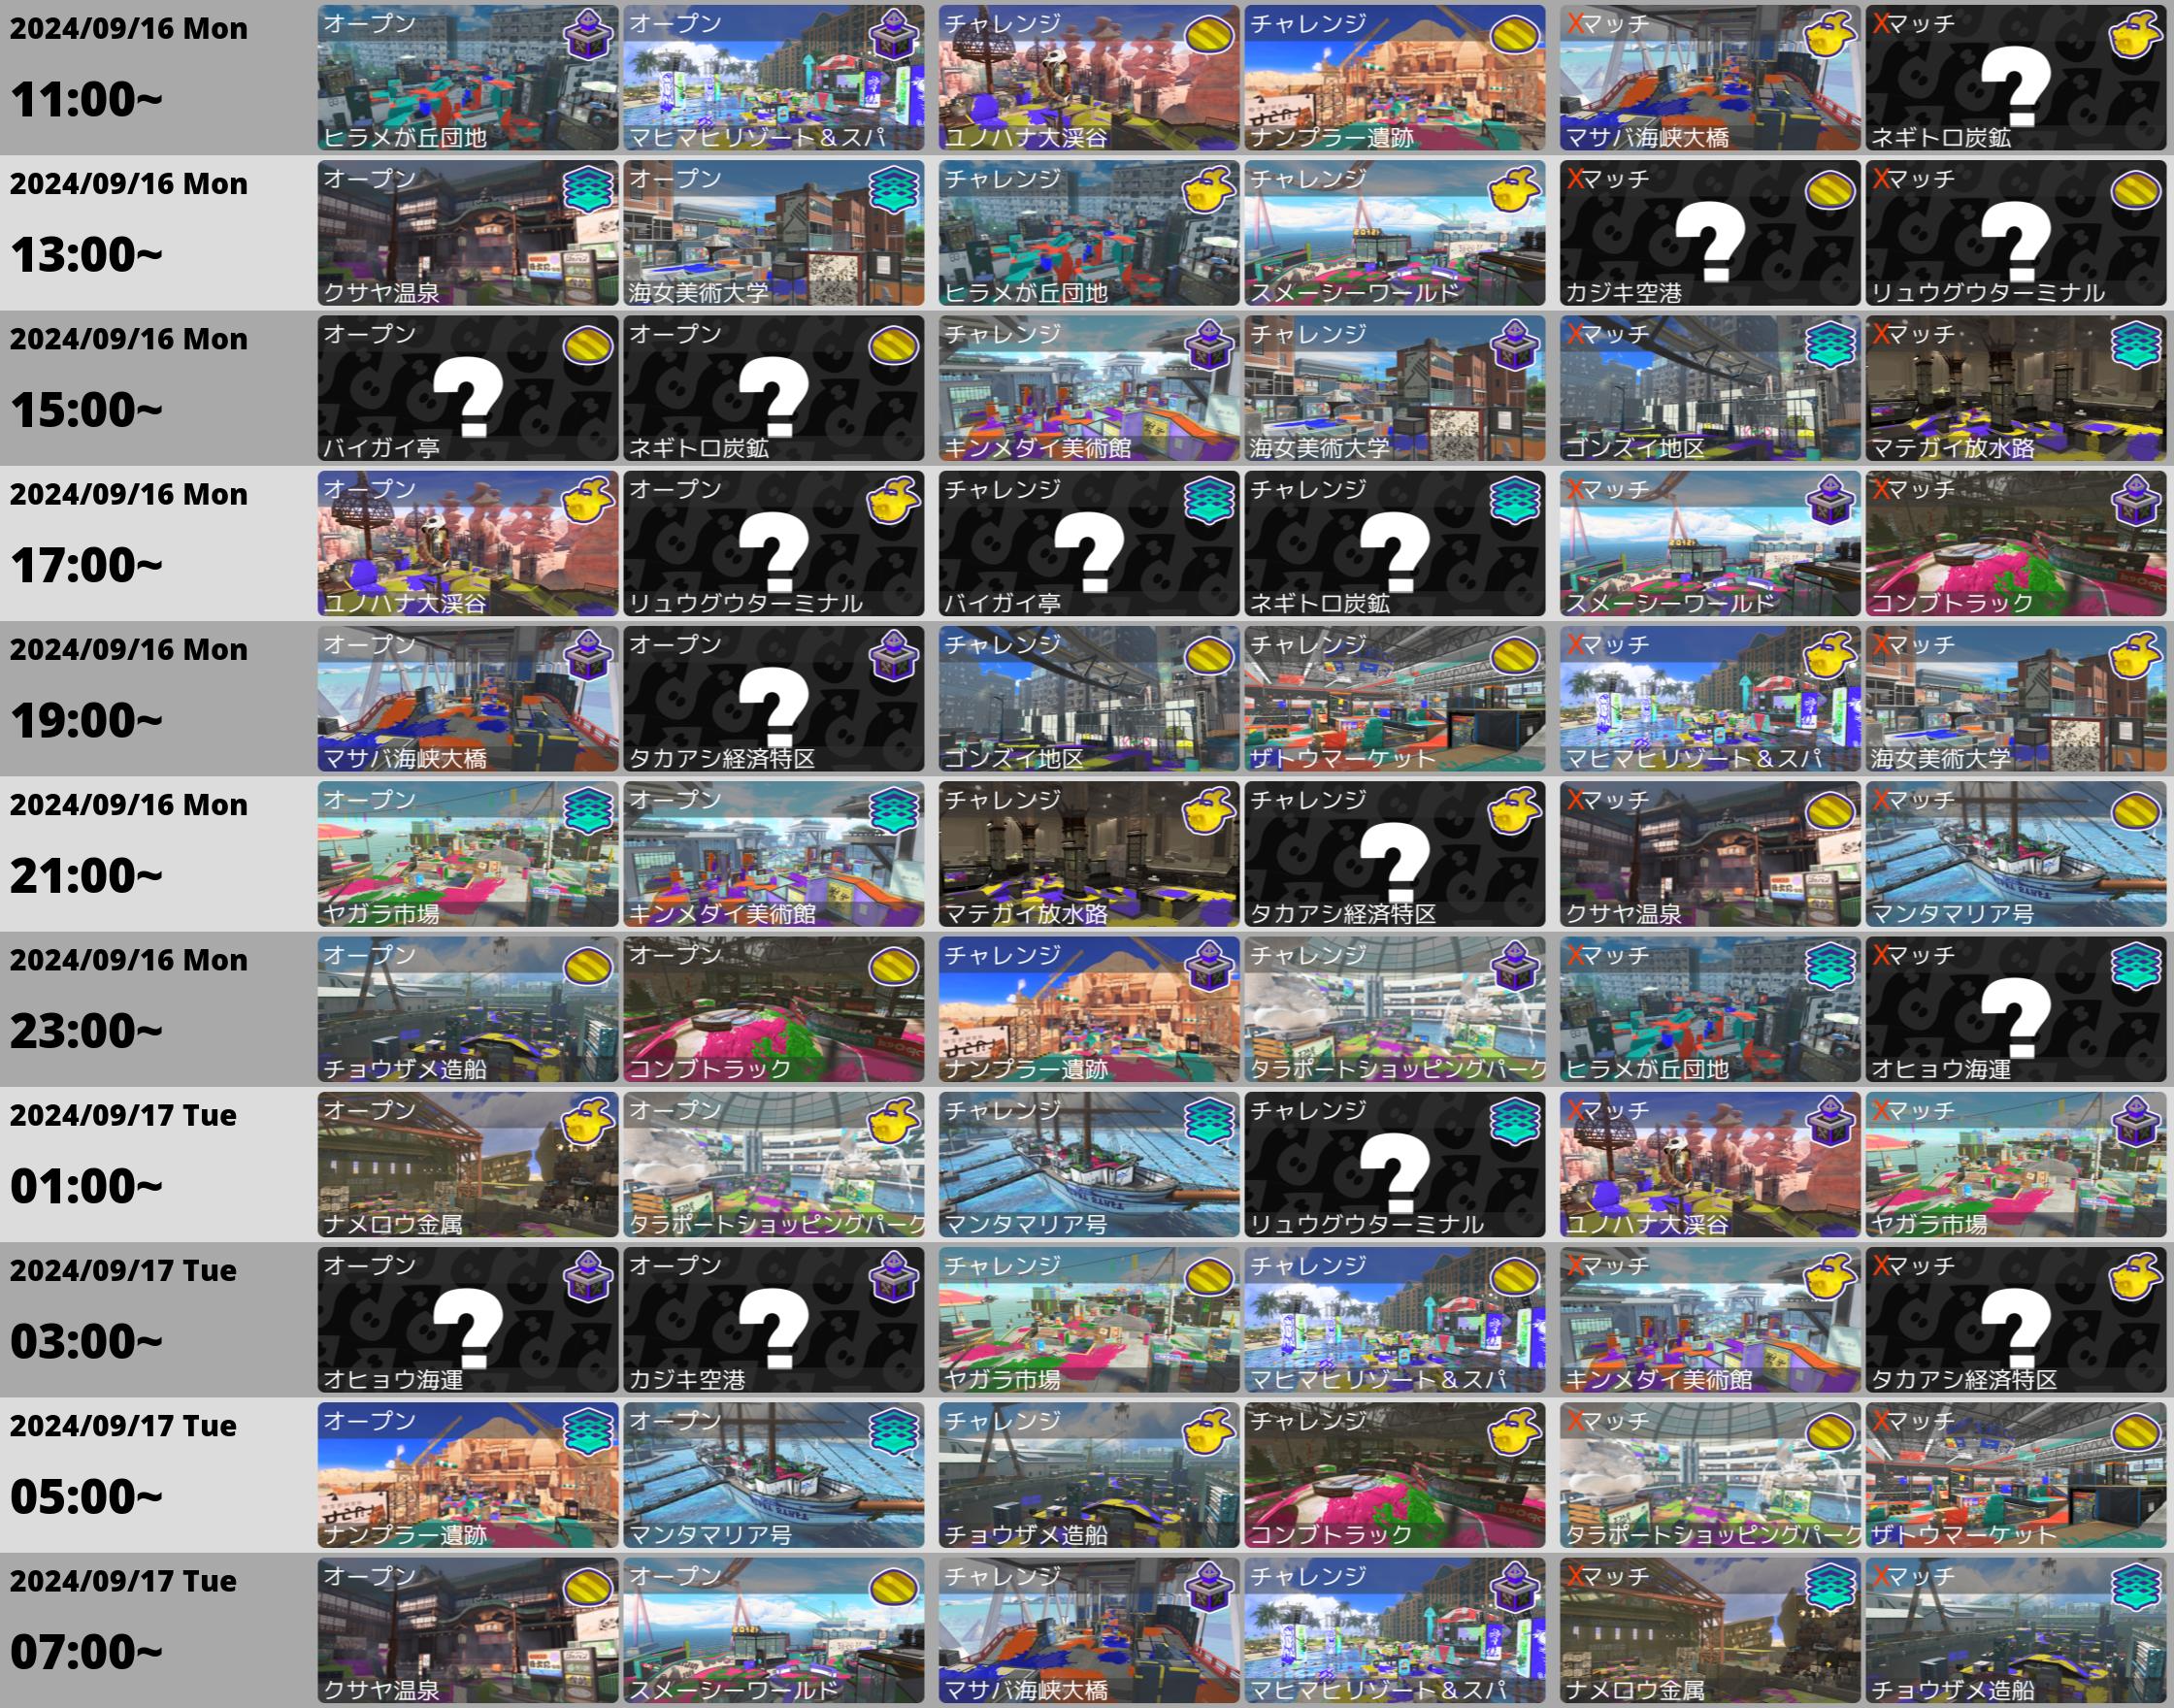 2024/09/16 Mon
11:00~
オープン
ヒラメが丘団地
オープン
マヒマヒリゾート＆スパ
チャレンジ
ユノハナ大渓谷
チャレンジ
ナンプラー遺跡
Xマッチ
マサバ海峡大橋
Xマッチ
?
ネギトロ炭鉱
2024/09/16 Mon
13:00~
オープン
クサヤ温泉
オープン
海女美術大学
チャレンジ
ヒラメが丘団地
チャレンジ
スメーシーワールド
Xマッチ
?
カジキ空港
Xマッチ
?
リュウグウターミナル
2024/09/16 Mon
15:00~
オープン
?
バイガイ亭
オープン
?
ネギトロ炭鉱
チャレンジ
キンメダイ美術館
チャレンジ
海女美術大学
Xマッチ
ゴンズイ地区
Xマッチ
マテガイ放水路
2024/09/16 Mon
17:00~
オープン
ユノハナ大渓谷
オープン
?
リュウグウターミナル
チャレンジ
?
バイガイ亭
チャレンジ
?
ネギトロ炭鉱
Xマッチ
スメーシーワールド
Xマッチ
コンブトラック
2024/09/16 Mon
19:00~
オープン
マサバ海峡大橋
オープン
?
タカアシ経済特区
チャレンジ
ゴンズイ地区
チャレンジ
ザトウマーケット
Xマッチ
マヒマヒリゾート＆スパ
Xマッチ
海女美術大学
2024/09/16 Mon
21:00~
オープン
ヤガラ市場
オープン
キンメダイ美術館
チャレンジ
マテガイ放水路
チャレンジ
?
タカアシ経済特区
Xマッチ
クサヤ温泉
Xマッチ
マンタマリア号
2024/09/16 Mon
23:00~
オープン
チョウザメ造船
オープン
コンブトラック
チャレンジ
ナンプラー遺跡
チャレンジ
タラポートショッピングパーク
Xマッチ
ヒラメが丘団地
Xマッチ
?
オヒョウ海運
2024/09/17 Tue
01:00~
オープン
ナメロウ金属
オープン
タラポートショッピングパーク
チャレンジ
マンタマリア号
チャレンジ
?
リュウグウターミナル
Xマッチ
ユノハナ大渓谷
Xマッチ
ヤガラ市場
2024/09/17 Tue
03:00~
オープン
?
オヒョウ海運
オープン
?
カジキ空港
チャレンジ
ヤガラ市場
チャレンジ
マヒマヒリゾート＆スパ
Xマッチ
キンメダイ美術館
Xマッチ
?
タカアシ経済特区
2024/09/17 Tue
05:00~
オープン
ナンプラー遺跡
オープン
マンタマリア号
チャレンジ
チョウザメ造船
チャレンジ
コンブトラック
Xマッチ
タラポートショッピングパーク
Xマッチ
ザトウマーケット
2024/09/17 Tue
07:00~
オープン
クサヤ温泉
オープン
スメーシーワールド
チャレンジ
マサバ海峡大橋
チャレンジ
マヒマヒリゾート＆スパ
Xマッチ
ナメロウ金属
Xマッチ
チョウザメ造船